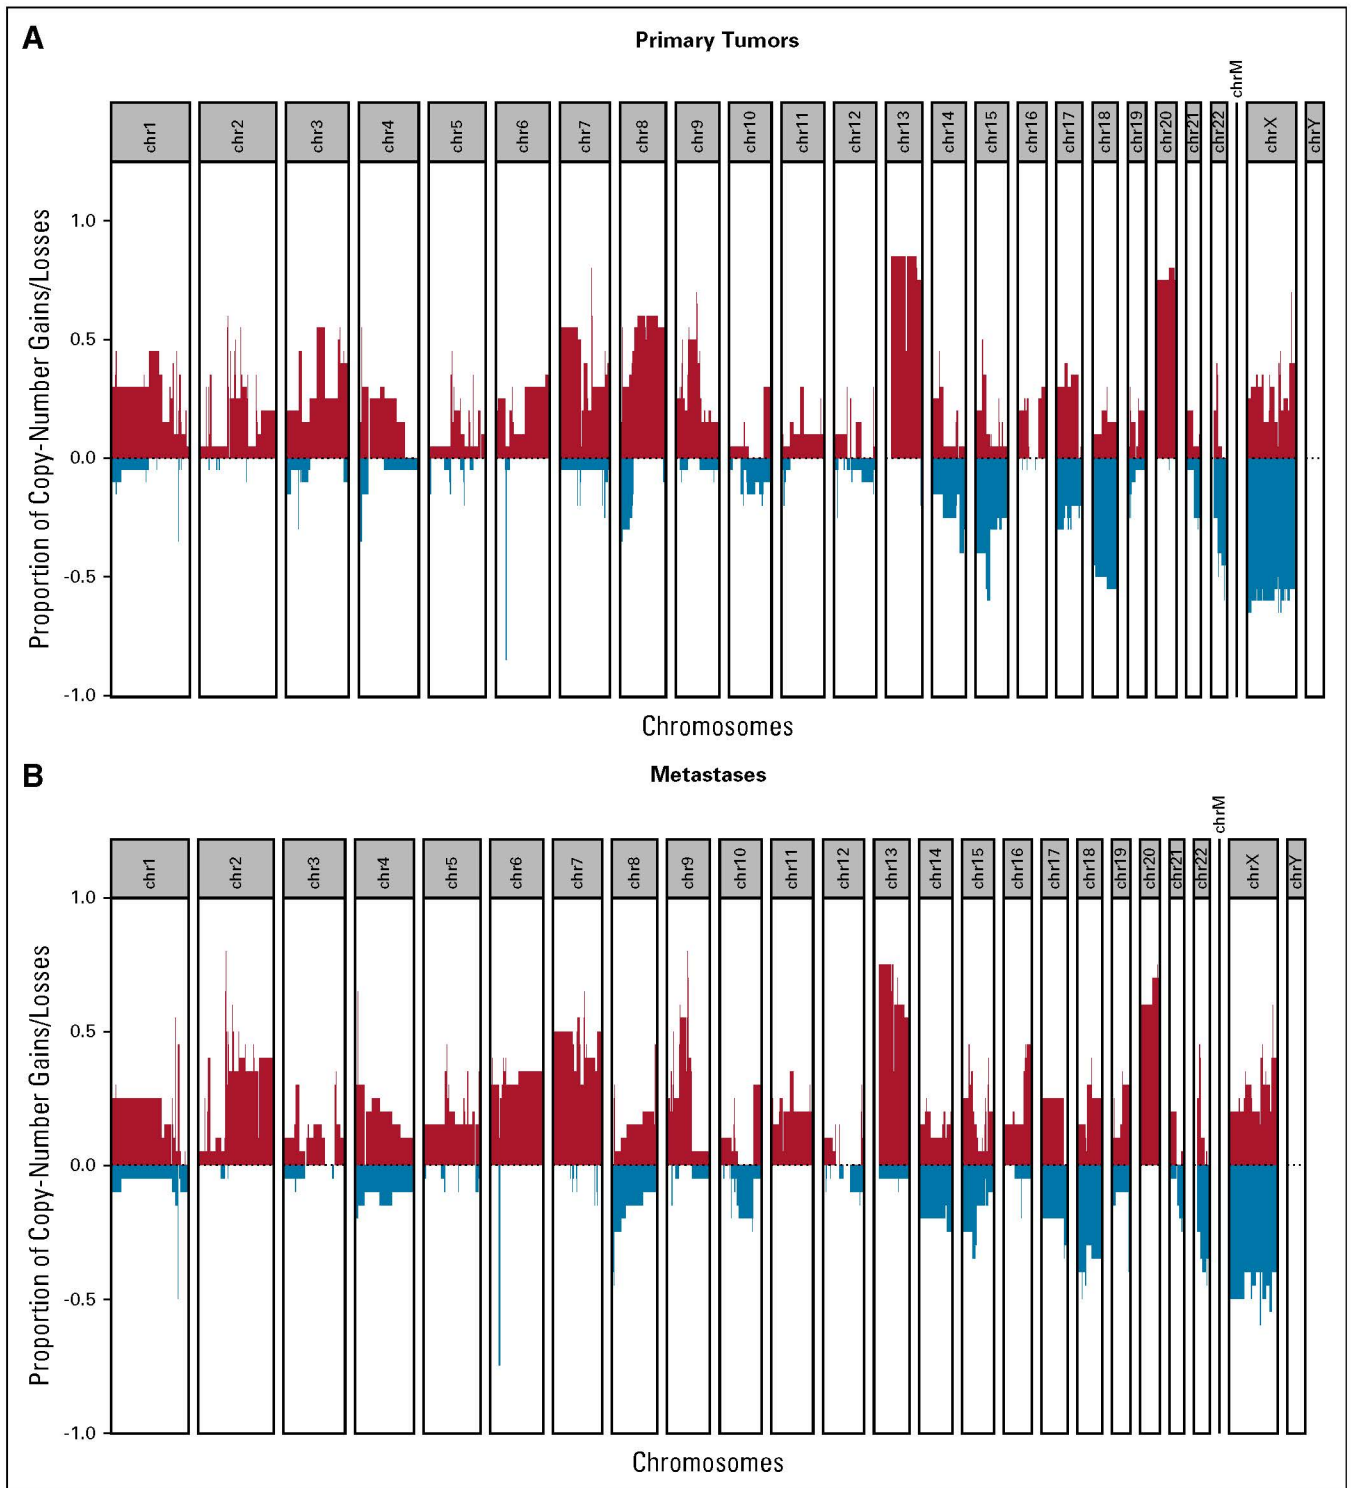 A
Primary Tumors
chrM
chr1 chr2 chr3 chr4 chr5 chr6 chr7 chr8 chr9 chr10 chr11 chr12 chr13 chr14 chr15 chr16 chr17 chr18 chr19 chr20 chr21 chr22 chrX chrY
Proportion of Copy-Number Gains/Losses
1.0
0.5
0.0
-0.5
-1.0
Chromosomes
B
Metastases
chrM
chr1 chr2 chr3 chr4 chr5 chr6 chr7 chr8 chr9 chr10 chr11 chr12 chr13 chr14 chr15 chr16 chr17 chr18 chr19 chr20 chr21 chr22 chrX chrY
Proportion of Copy-Number Gains/Losses
1.0
0.5
0.0
-0.5
-1.0
Chromosomes